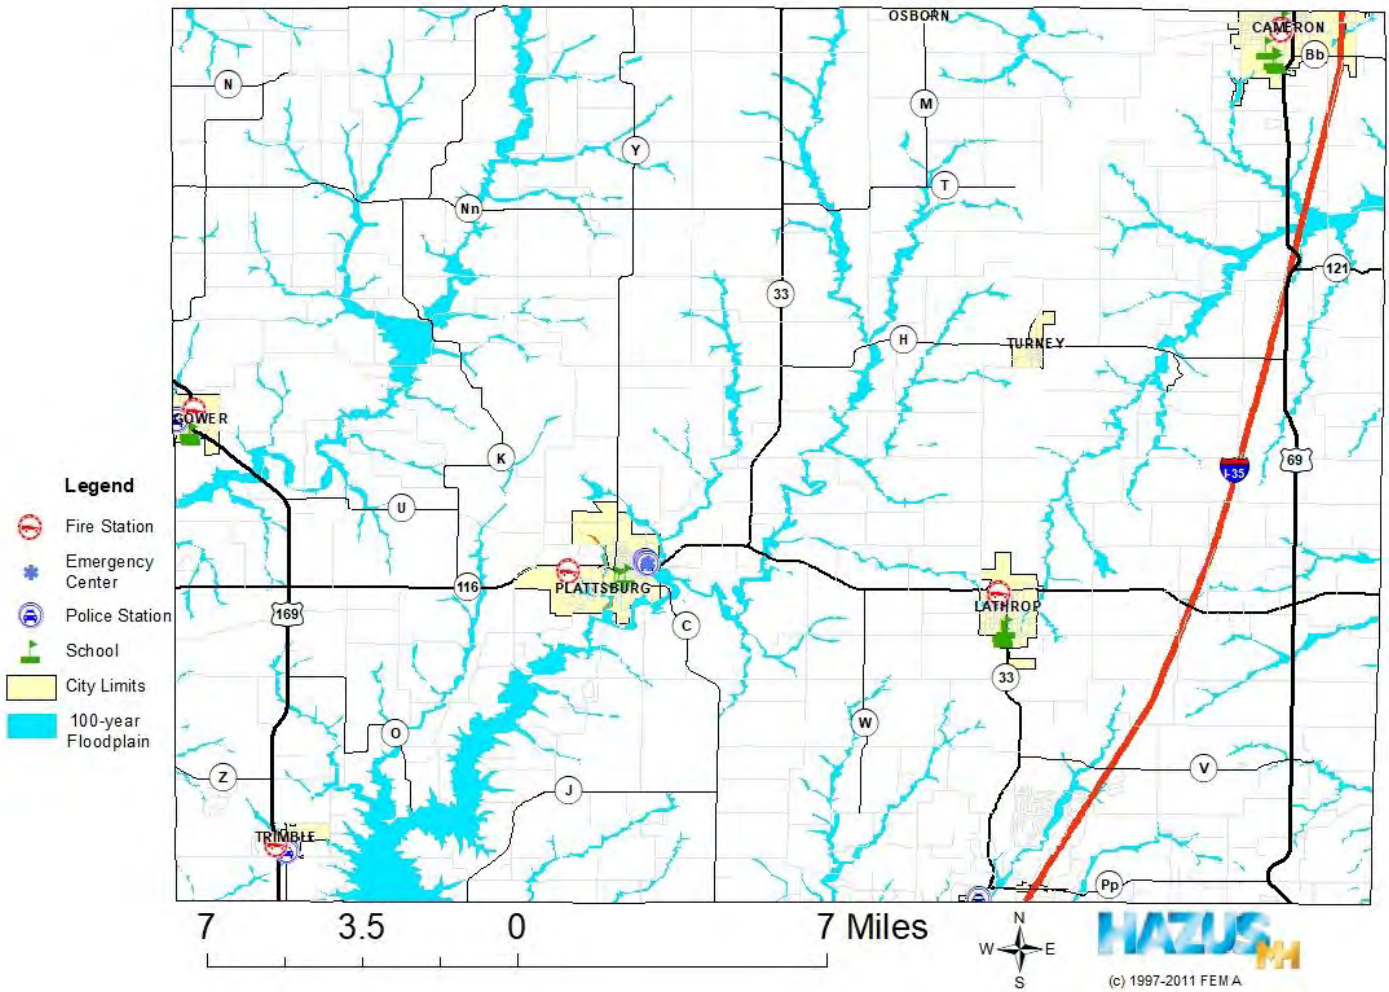 OSBORN
CAMERON
Bb
N
M
Y
T
Nn
33
121
H
TURNEY
GOWER
K
69
I-35
U
Legend
Fire Station
Emergency
Center
Police Station
School
City Limits
100-year
Floodplain
116
PLATTSBURG
LATHROP
169
C
33
W
O
Z
J
V
TRIMBLE
Pp
7 3.5 0 7 Miles
N
W E
S
HAZUS
MH
(c) 1997-2011 FEMA